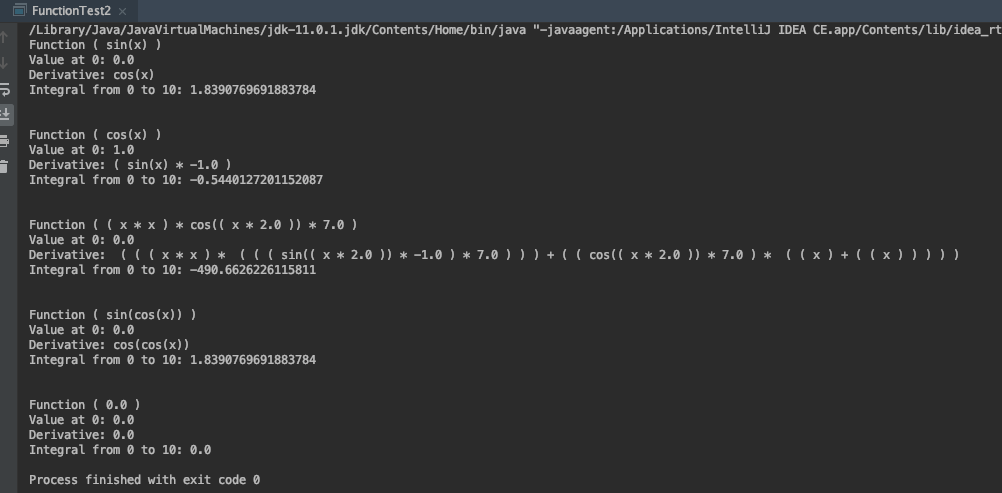 FunctionTest2 ×
/Library/Java/JavaVirtualMachines/jdk-11.0.1.jdk/Contents/Home/bin/java "-javaagent:/Applications/IntelliJ IDEA CE.app/Contents/lib/idea_rt
Function ( sin(x) )
Value at 0: 0.0
Derivative: cos(x)
Integral from 0 to 10: 1.8390769691883784
Function ( cos(x) )
Value at 0: 1.0
Derivative: ( sin(x) * -1.0 )
Integral from 0 to 10: -0.5440127201152087
Function ( ( x * x ) * cos(( x * 2.0 )) * 7.0 )
Value at 0: 0.0
Derivative:  ( ( ( x * x ) *  ( ( ( sin(( x * 2.0 )) * -1.0 ) * 7.0 ) ) ) + ( ( cos(( x * 2.0 )) * 7.0 ) *  ( ( x ) + ( ( x ) ) ) ) )
Integral from 0 to 10: -490.6626226115811
Function ( sin(cos(x)) )
Value at 0: 0.0
Derivative: cos(cos(x))
Integral from 0 to 10: 1.8390769691883784
Function ( 0.0 )
Value at 0: 0.0
Derivative: 0.0
Integral from 0 to 10: 0.0
Process finished with exit code 0